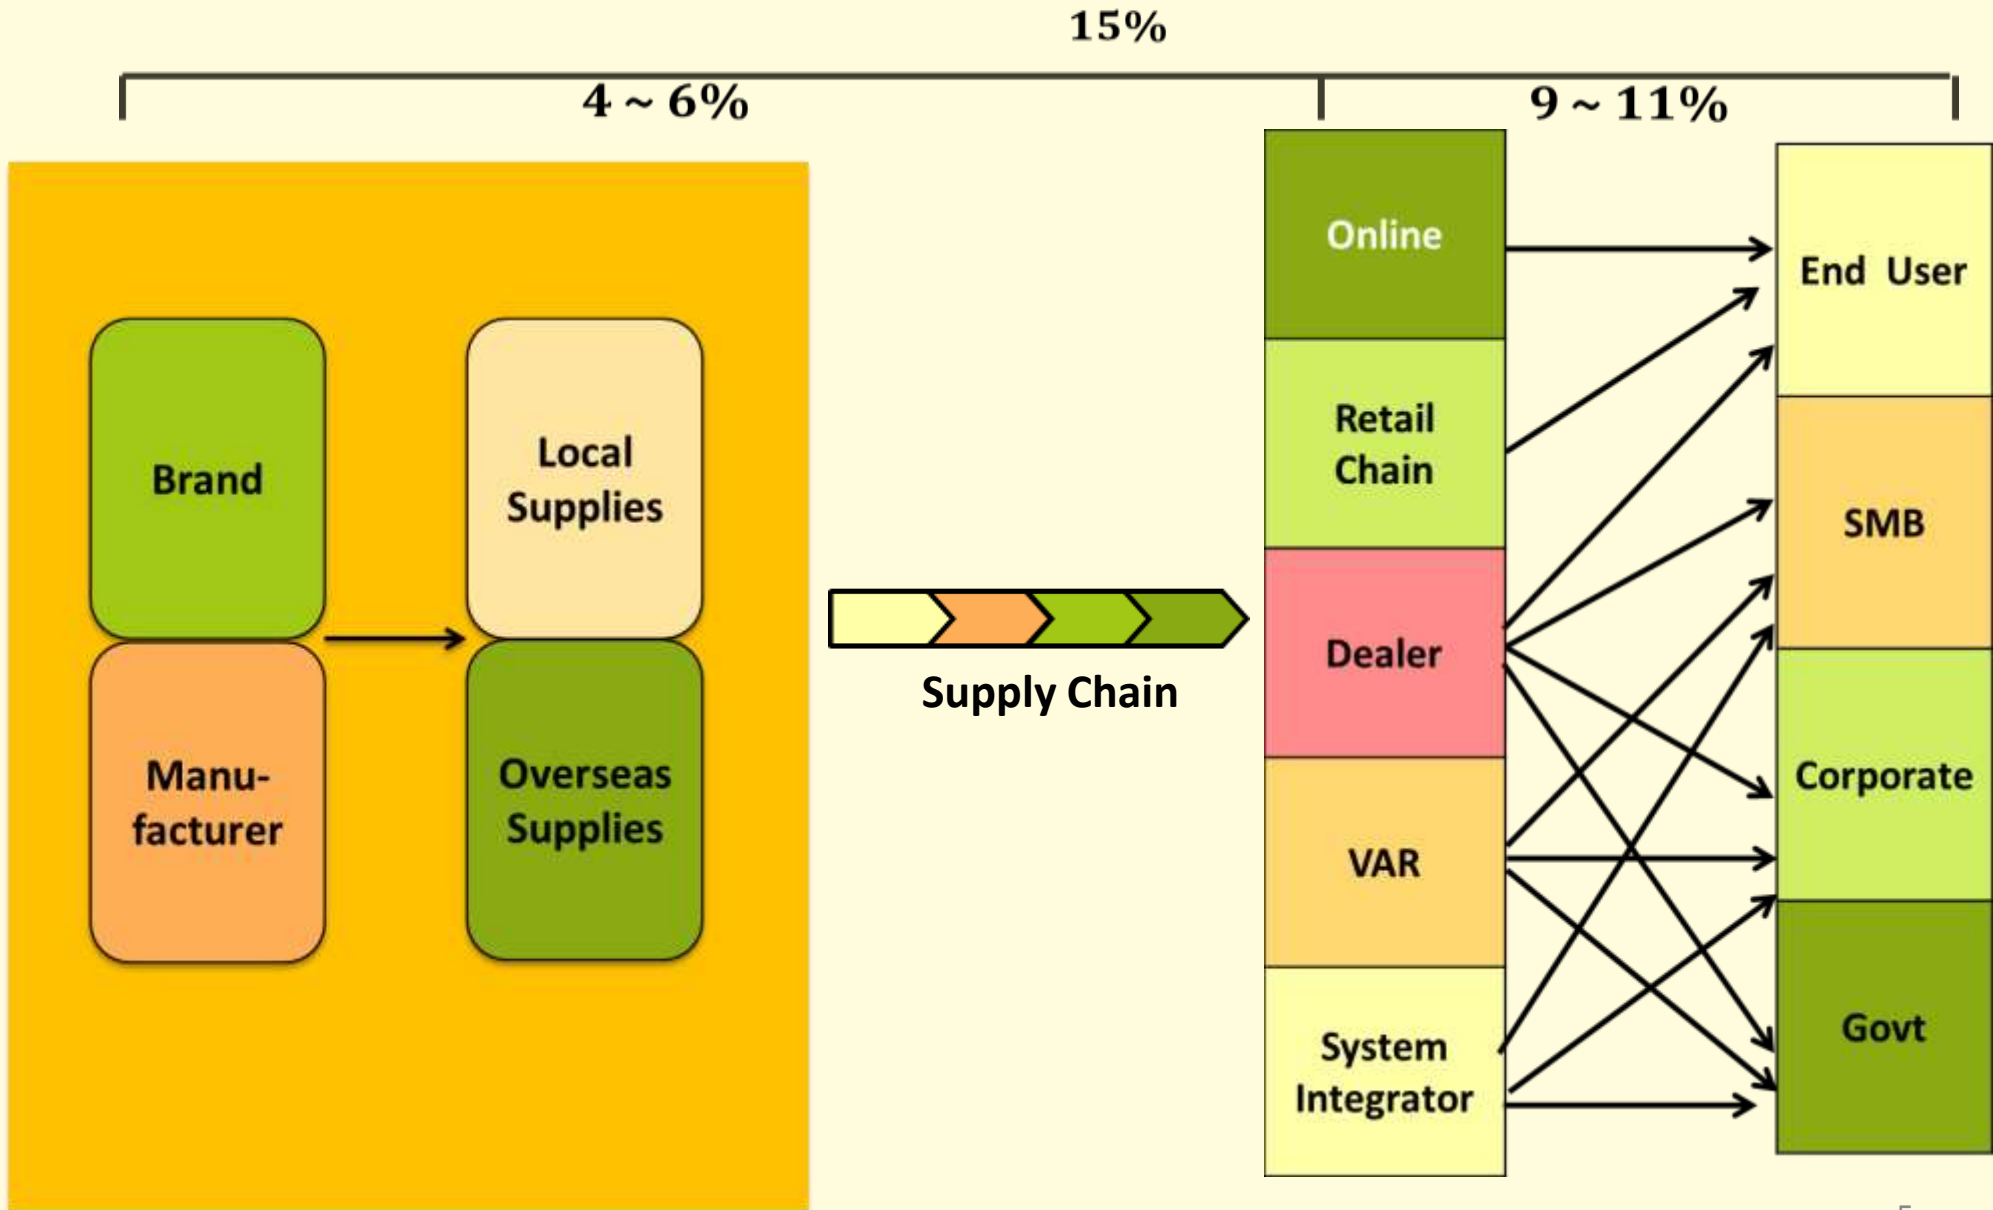 15%
4 ~ 6%
9 ~ 11%
Brand
Manu-
facturer
Local
Supplies
Overseas
Supplies
Supply Chain
Online
Retail
Chain
Dealer
VAR
System
Integrator
End User
SMB
Corporate
Govt